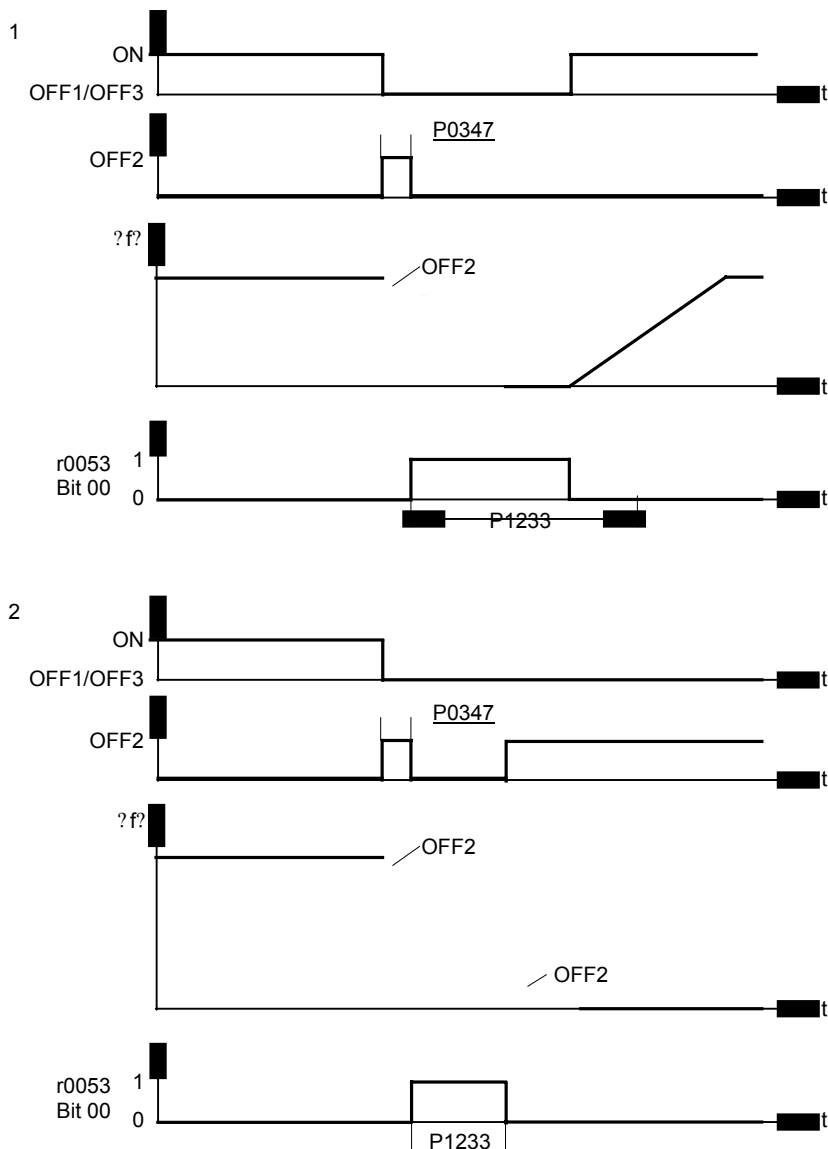 1
ON
OFF1/OFF3
t
P0347
OFF2
t
?f?
OFF2
t
r0053 1
Bit 00 0
t
P1233
2
ON
OFF1/OFF3
t
P0347
OFF2
t
?f?
OFF2
OFF2
t
r0053 1
Bit 00 0
t
P1233